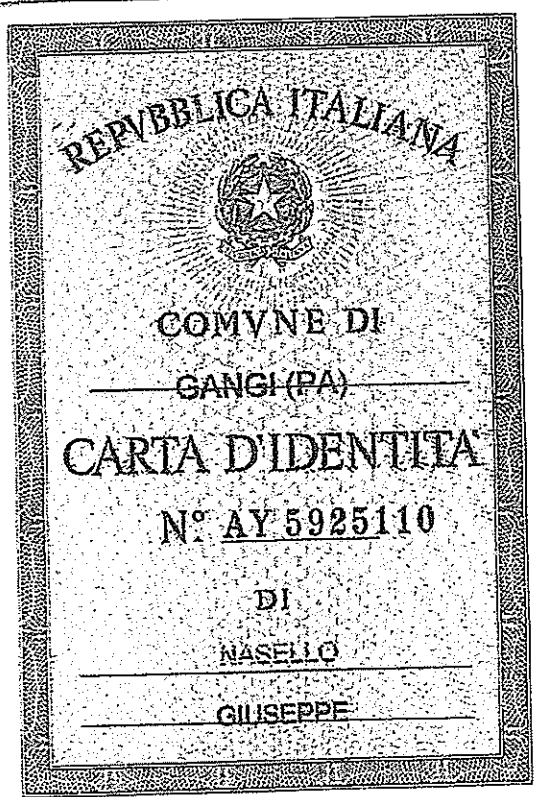 REPVBBLICA ITALIANA
COMVNE DI
GANGI (PA)
CARTA D'IDENTITA'
N° AY 5925110
DI
NASELLO
GIUSEPPE